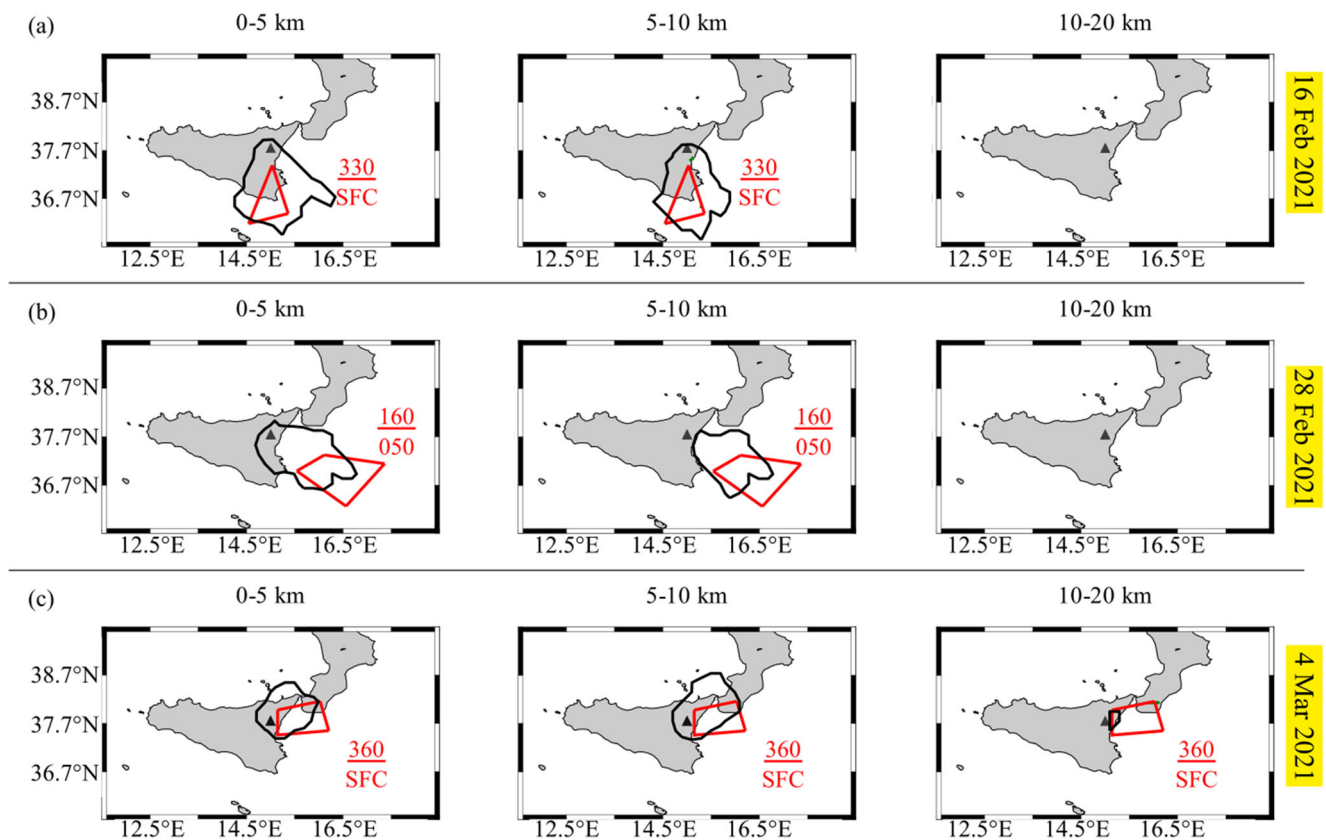 (a)
0-5 km
5-10 km
10-20 km
38.7°N
37.7°N
36.7°N
330
SFC
330
SFC
16 Feb 2021
12.5°E 14.5°E 16.5°E
12.5°E 14.5°E 16.5°E
12.5°E 14.5°E 16.5°E
(b)
0-5 km
5-10 km
10-20 km
38.7°N
37.7°N
36.7°N
160
050
160
050
28 Feb 2021
12.5°E 14.5°E 16.5°E
12.5°E 14.5°E 16.5°E
12.5°E 14.5°E 16.5°E
(c)
0-5 km
5-10 km
10-20 km
38.7°N
37.7°N
36.7°N
360
SFC
360
SFC
360
SFC
4 Mar 2021
12.5°E 14.5°E 16.5°E
12.5°E 14.5°E 16.5°E
12.5°E 14.5°E 16.5°E